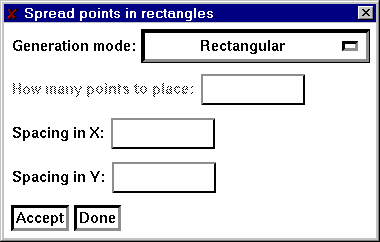 Spread points in rectangles
Generation mode: Rectangular
How many points to place:
Spacing in X:
Spacing in Y:
Accept Done